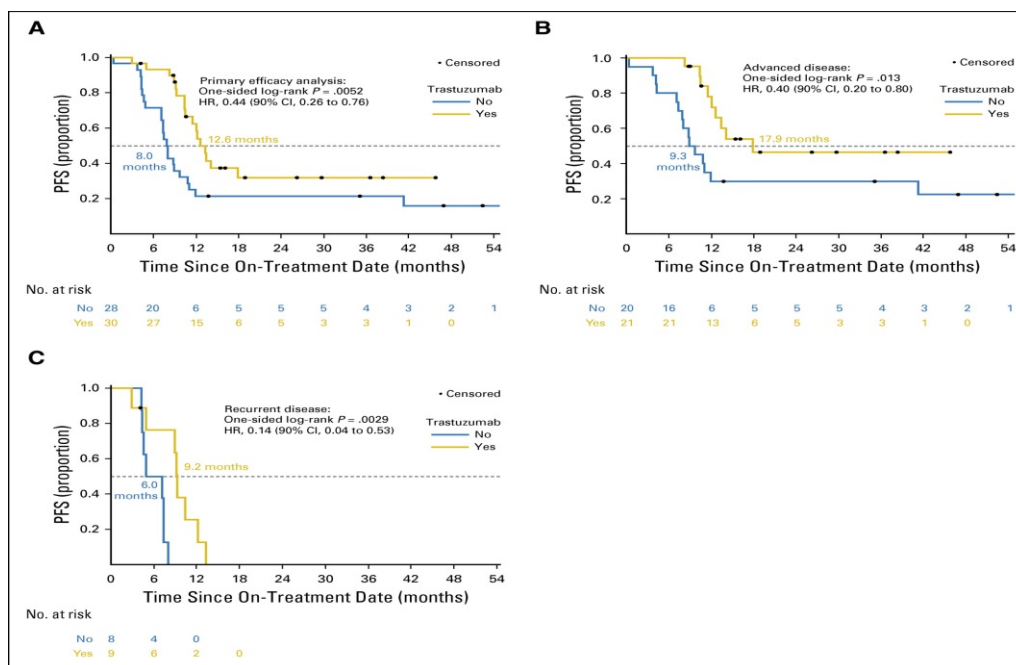 A
PFS (proportion)
1.0
0.8
0.6
0.4
0.2
Primary efficacy analysis:
One-sided log-rank P = .0052
HR, 0.44 (90% CI, 0.26 to 0.76)
• Censored
Trastuzumab
No
Yes
12.6 months
8.0
months
0 6 12 18 24 30 36 42 48 54
Time Since On-Treatment Date (months)
No. at risk
No 28 20 6 5 5 5 4 3 2 1
Yes 30 27 15 6 5 3 3 1 0
B
PFS (proportion)
1.0
0.8
0.6
0.4
0.2
Advanced disease:
One-sided log-rank P = .013
HR, 0.40 (90% CI, 0.20 to 0.80)
• Censored
Trastuzumab
No
Yes
17.9 months
9.3
months
0 6 12 18 24 30 36 42 48 54
Time Since On-Treatment Date (months)
No. at risk
No 20 16 6 5 5 5 4 3 2 1
Yes 21 21 13 6 5 3 3 1 0
C
PFS (proportion)
1.0
0.8
0.6
0.4
0.2
Recurrent disease:
One-sided log-rank P = .0029
HR, 0.14 (90% CI, 0.04 to 0.53)
• Censored
Trastuzumab
No
Yes
9.2 months
6.0
months
0 6 12 18 24 30 36 42 48 54
Time Since On-Treatment Date (months)
No. at risk
No 8 4 0
Yes 9 6 2 0